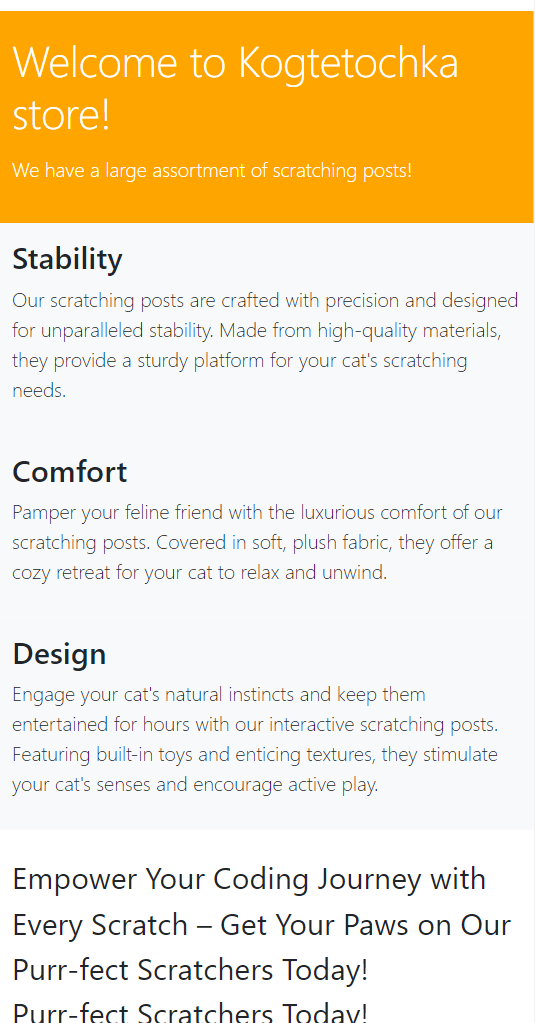 Welcome to Kogtetochka
store!
We have a large assortment of scratching posts!
Stability
Our scratching posts are crafted with precision and designed
for unparalleled stability. Made from high-quality materials,
they provide a sturdy platform for your cat's scratching
needs.
Comfort
Pamper your feline friend with the luxurious comfort of our
scratching posts. Covered in soft, plush fabric, they offer a
cozy retreat for your cat to relax and unwind.
Design
Engage your cat's natural instincts and keep them
entertained for hours with our interactive scratching posts.
Featuring built-in toys and enticing textures, they stimulate
your cat's senses and encourage active play.
Empower Your Coding Journey with
Every Scratch – Get Your Paws on Our
Purr-fect Scratchers Today!
Purr-fect Scratchers Today!